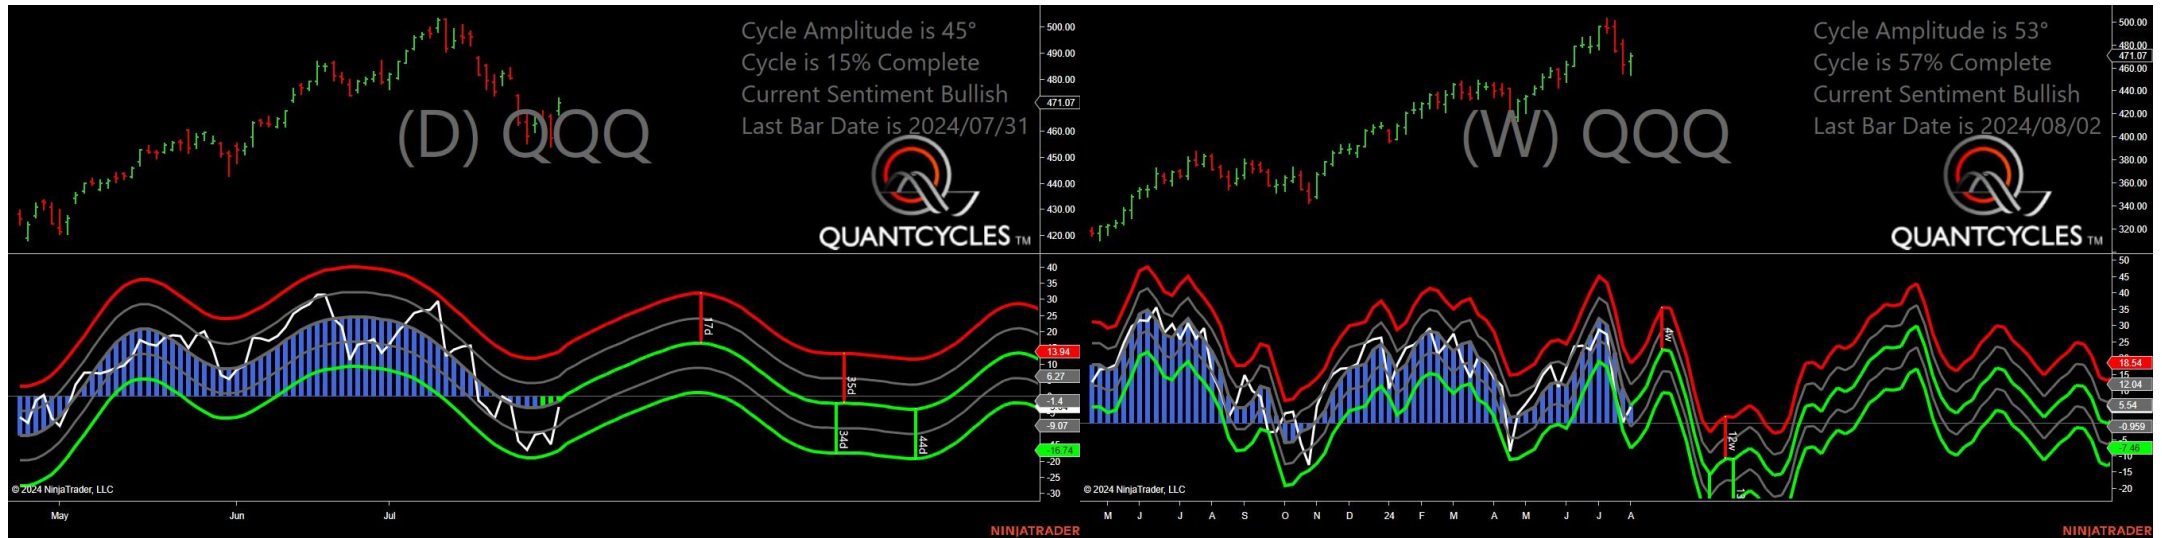 Cycle Amplitude is 45°
Cycle is 15% Complete
Current Sentiment Bullish
Last Bar Date is 2024/07/31
(D) QQQ
QUANTCYCLES TM
500.00
490.00
480.00
471.07
460.00
450.00
440.00
430.00
420.00
40
35
30
25
20
10
13.94
6.27
-1.4
-9.07
-16.74
-20
-25
-30
17d
35d
34d
44d
© 2024 NinjaTrader, LLC
May
Jun
Jul
NINJATRADER
Cycle Amplitude is 53°
Cycle is 57% Complete
Current Sentiment Bullish
Last Bar Date is 2024/08/02
(W) QQQ
QUANTCYCLES TM
500.00
480.00
471.07
460.00
440.00
420.00
400.00
380.00
360.00
340.00
320.00
50
45
40
35
30
25
18.54
15
12.04
5.54
-0.959
-5
-7.46
-10
-15
-20
4w
12w
© 2024 NinjaTrader, LLC
M J J A S O N D 24 F M A M J J A
NINJATRADER